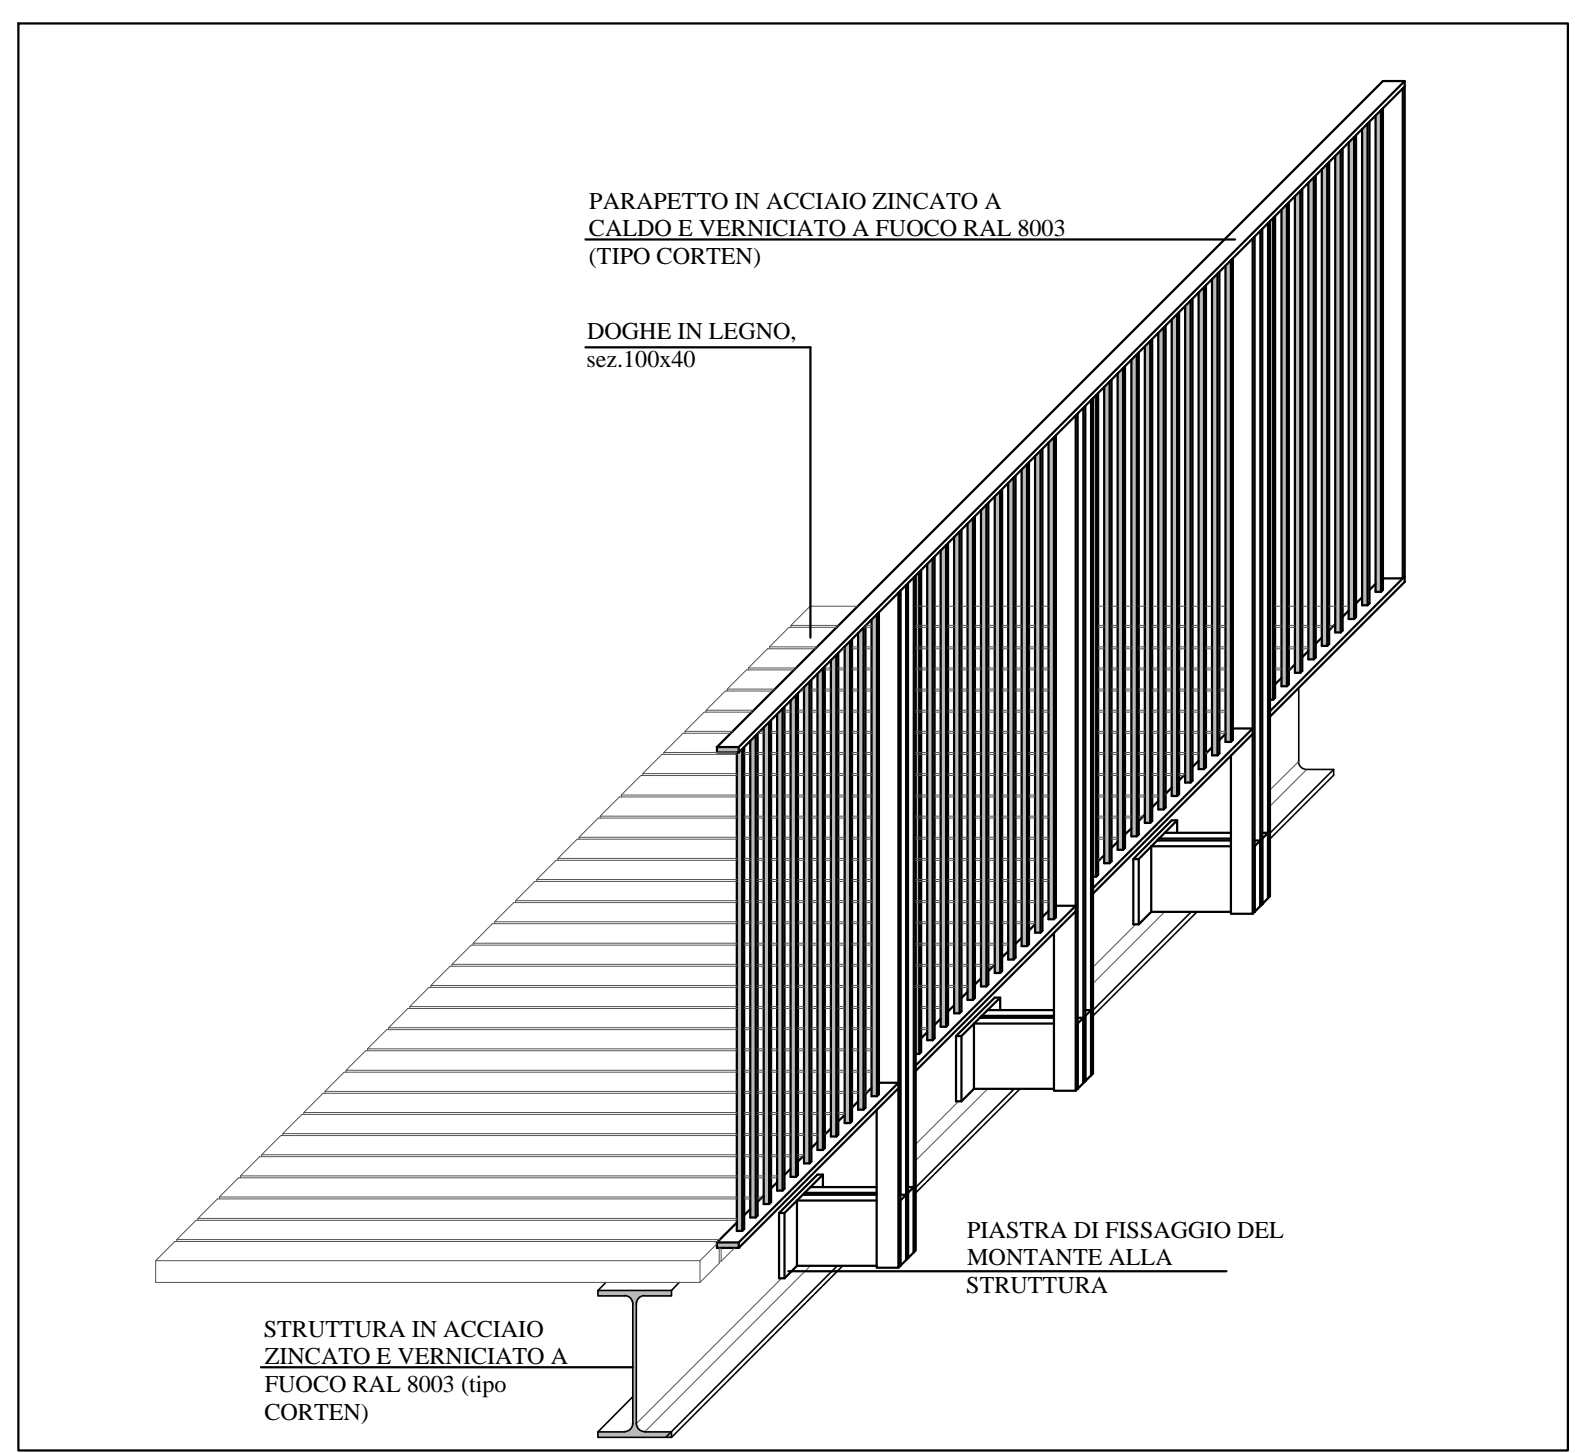 PARAPETTO IN ACCIAIO ZINCATO A
CALDO E VERNICIATO A FUOCO RAL 8003
(TIPO CORTEN)
DOGHE IN LEGNO,
sez.100x40
PIASTRA DI FISSAGGIO DEL
MONTANTE ALLA
STRUTTURA
STRUTTURA IN ACCIAIO
ZINCATO E VERNICIATO A
FUOCO RAL 8003 (tipo
CORTEN)